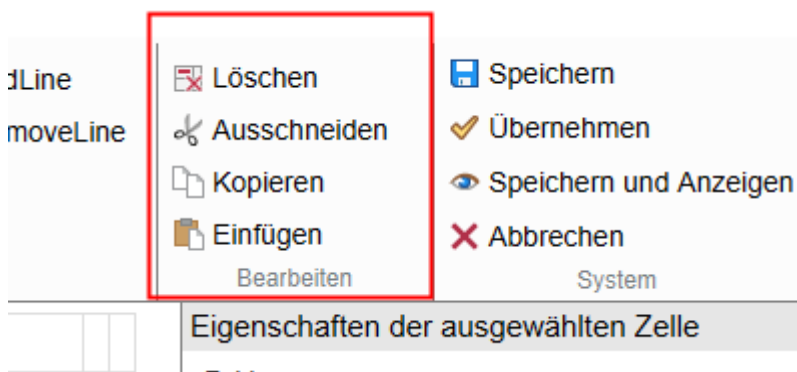 dLine
moveLine
Löschen
Ausschneiden
Kopieren
Einfügen
Bearbeiten
Speichern
Übernehmen
Speichern und Anzeigen
Abbrechen
System
Eigenschaften der ausgewählten Zelle